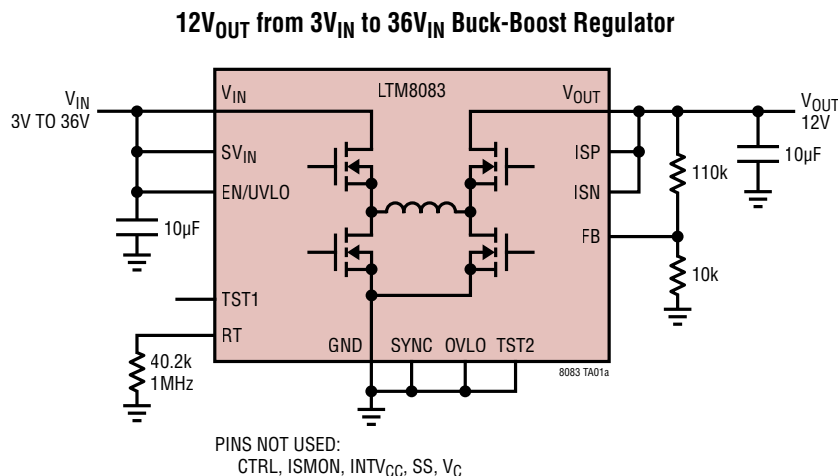 12VOUT from 3VIN to 36VIN Buck-Boost Regulator
VIN
3V TO 36V
VIN
LTM8083
VOUT
VOUT
12V
SVIN
ISP
EN/UVLO
ISN
10µF
110k
10µF
FB
10k
TST1
RT
40.2k
1MHz
GND
SYNC
OVLO
TST2
8083 TA01a
PINS NOT USED:
CTRL, ISMON, INTVCC, SS, VC